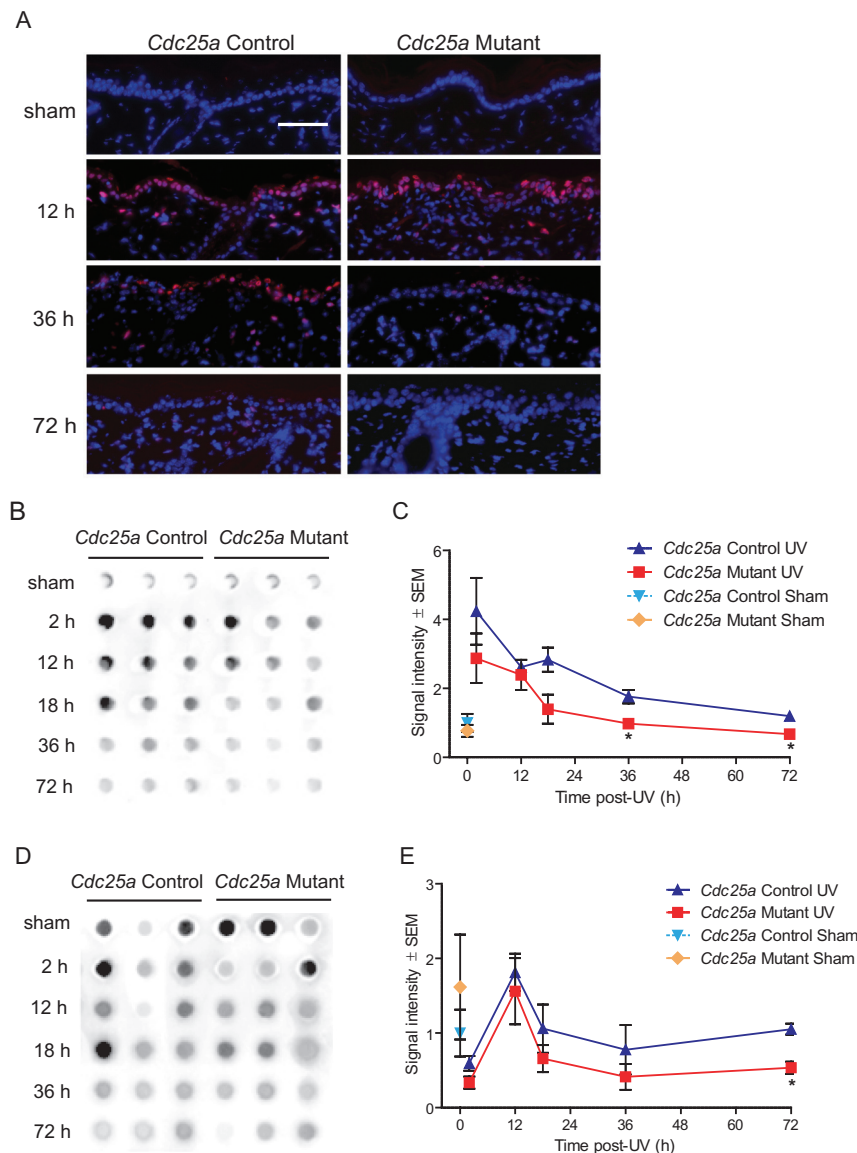 A
Cdc25a Control Cdc25a Mutant
sham
12 h
36 h
72 h
B
Cdc25a Control Cdc25a Mutant
sham
2 h
12 h
18 h
36 h
72 h
C
Signal intensity ± SEM
6
4
2
0
0 12 24 36 48 60 72
Time post-UV (h)
Cdc25a Control UV
Cdc25a Mutant UV
Cdc25a Control Sham
Cdc25a Mutant Sham
*
*
D
Cdc25a Control Cdc25a Mutant
sham
2 h
12 h
18 h
36 h
72 h
E
Signal intensity ± SEM
3
2
1
0
0 12 24 36 48 60 72
Time post-UV (h)
Cdc25a Control UV
Cdc25a Mutant UV
Cdc25a Control Sham
Cdc25a Mutant Sham
*